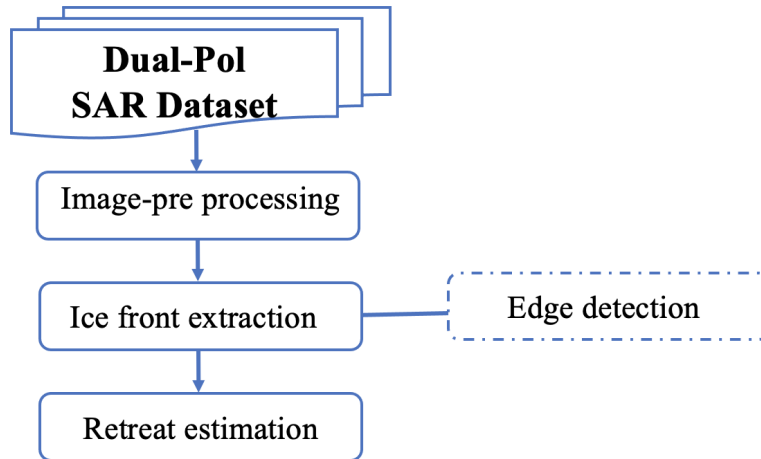 Dual-Pol
SAR Dataset
Image-pre processing
Ice front extraction
Edge detection
Retreat estimation